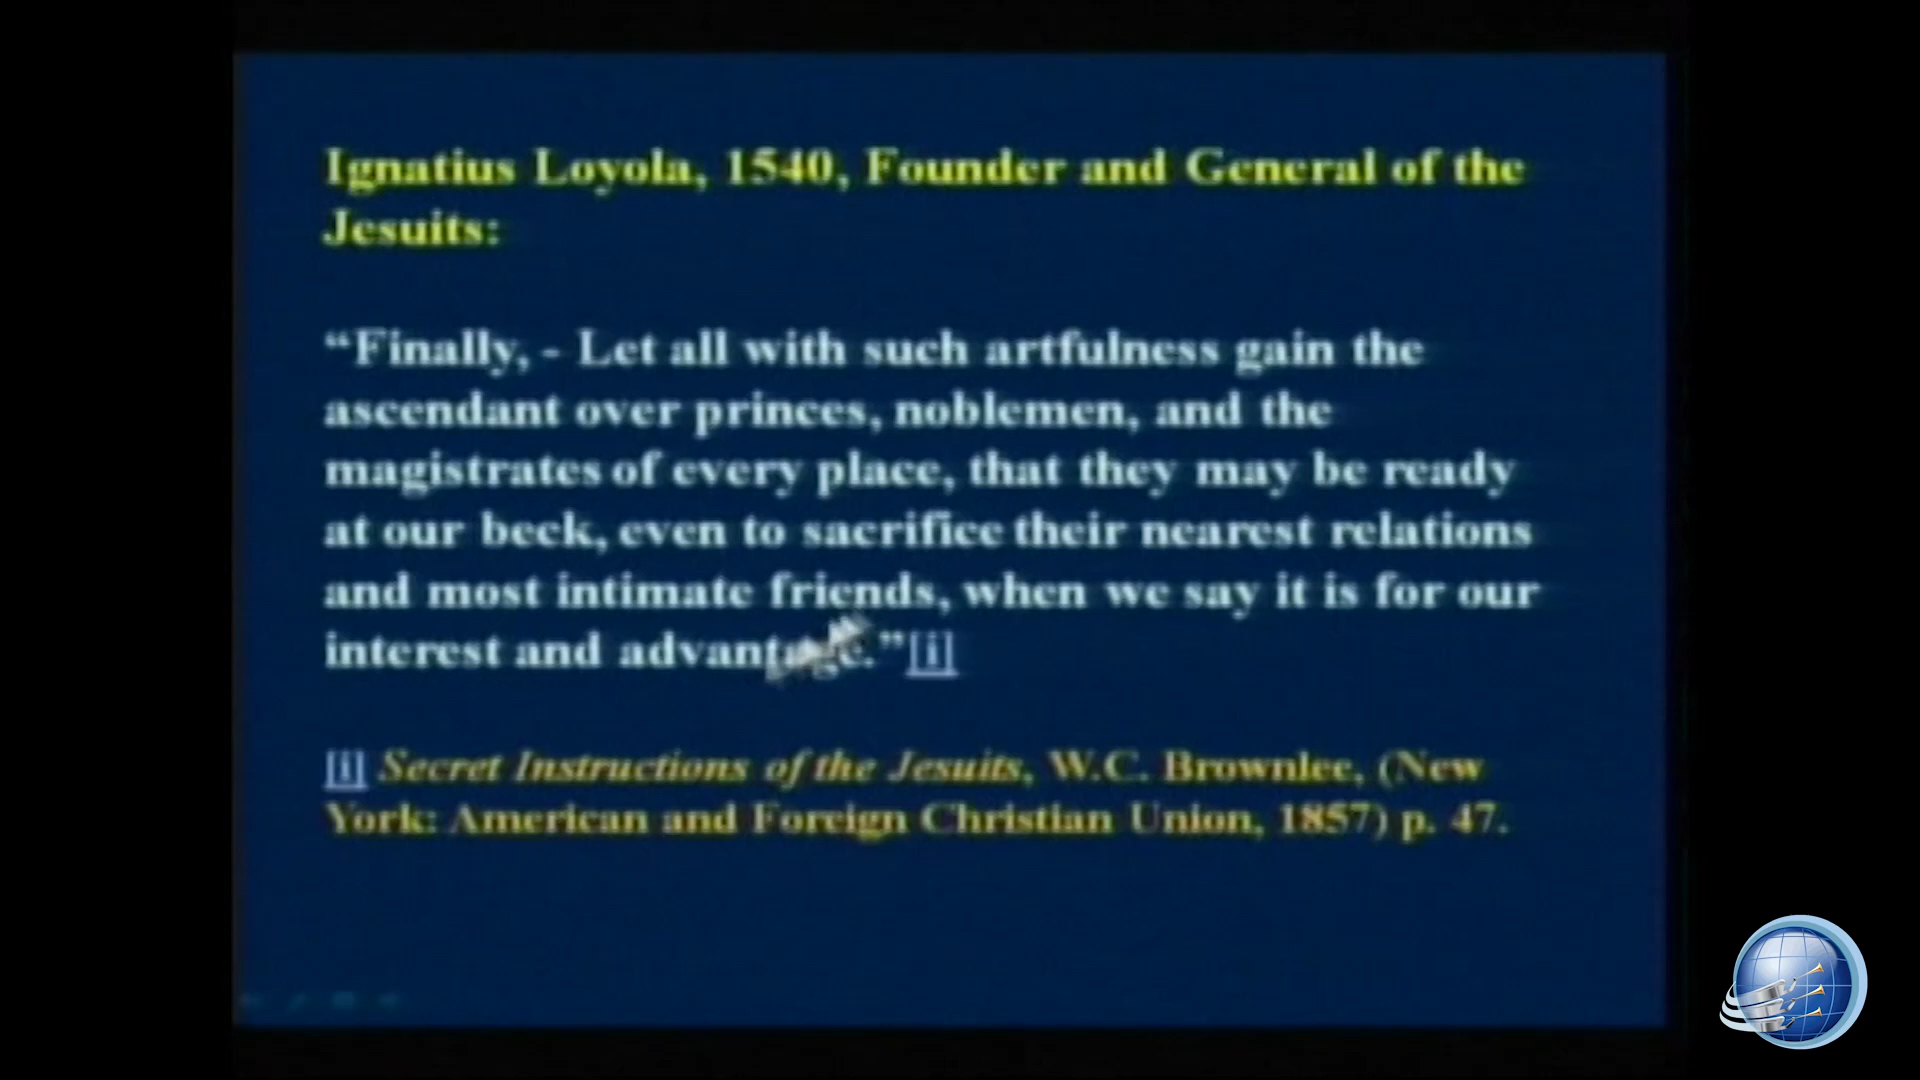 Ignatius Loyola, 1540, Founder and General of the
Jesuits:
“Finally, - Let all with such artfulness gain the
ascendant over princes, noblemen, and the
magistrates of every place, that they may be ready
at our beck, even to sacrifice their nearest relations
and most intimate friends, when we say it is for our
interest and advantage.”[i]
[i] Secret Instructions of the Jesuits, W.C. Brownlee, (New
York: American and Foreign Christian Union, 1857) p. 47.